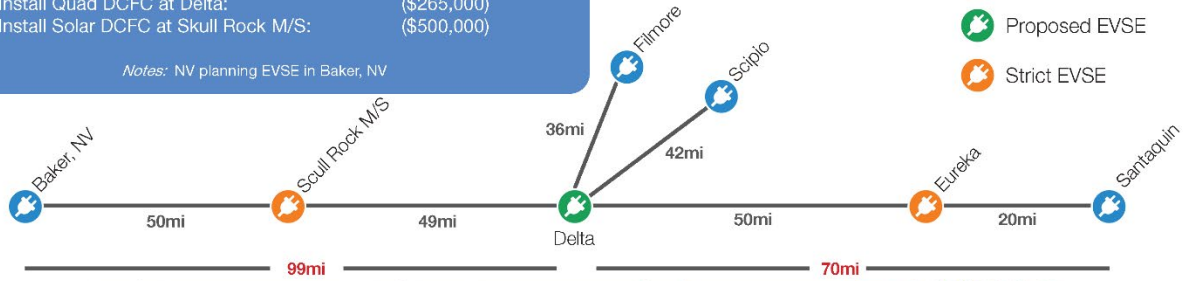 Install Quad DCFC at Delta: ($265,000)
Install Solar DCFC at Skull Rock M/S: ($500,000)
Notes: NV planning EVSE in Baker, NV
Proposed EVSE
Strict EVSE
Filmore
Scipio
36mi
42mi
Baker, NV
Scull Rock M/S
Eureka
Santaquin
50mi
49mi
Delta
50mi
20mi
99mi
70mi